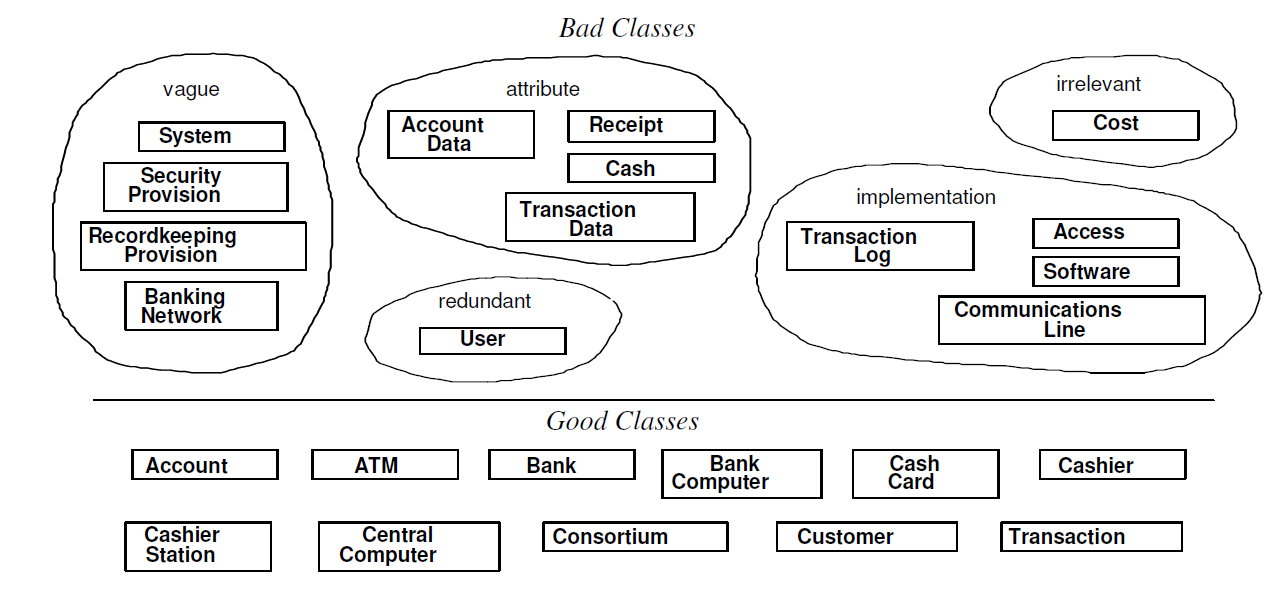 Bad Classes
vague
System
Security
Provision
Recordkeeping
Provision
Banking
Network
attribute
Account
Data
Receipt
Cash
Transaction
Data
redundant
User
irrelevant
Cost
implementation
Transaction
Log
Access
Software
Communications
Line
Good Classes
Account
ATM
Bank
Bank
Computer
Cash
Card
Cashier
Cashier
Station
Central
Computer
Consortium
Customer
Transaction